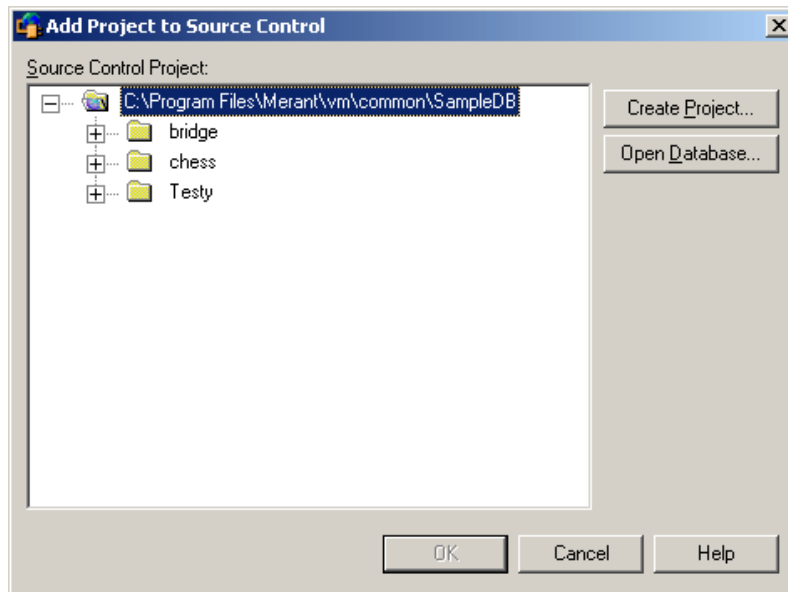 Add Project to Source Control
Source Control Project:
C:\Program Files\Merant\vm\common\SampleDB
bridge
chess
Testy
Create Project...
Open Database...
OK
Cancel
Help